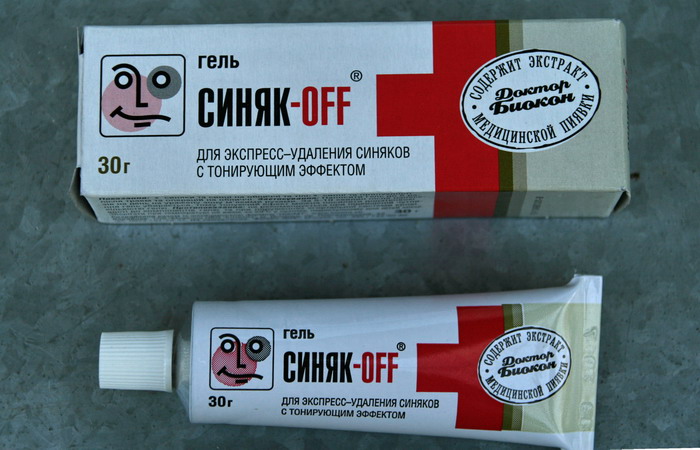 гель
СИНЯК-OFF®
30г
ДЛЯ ЭКСПРЕСС–УДАЛЕНИЯ СИНЯКОВ
С ТОНИРУЮЩИМ ЭФФЕКТОМ
СОДЕРЖИТ ЭКСТРАКТ
Доктор
Биокон
МЕДИЦИНСКОЙ ПИЯВКИ
гель
СИНЯК-OFF®
30г
ДЛЯ ЭКСПРЕСС–УДАЛЕНИЯ СИНЯКОВ
С ТОНИРУЮЩИМ ЭФФЕКТОМ
СОДЕРЖИТ ЭКСТРАКТ
Доктор
Биокон
МЕДИЦИНСКОЙ ПИЯВКИ